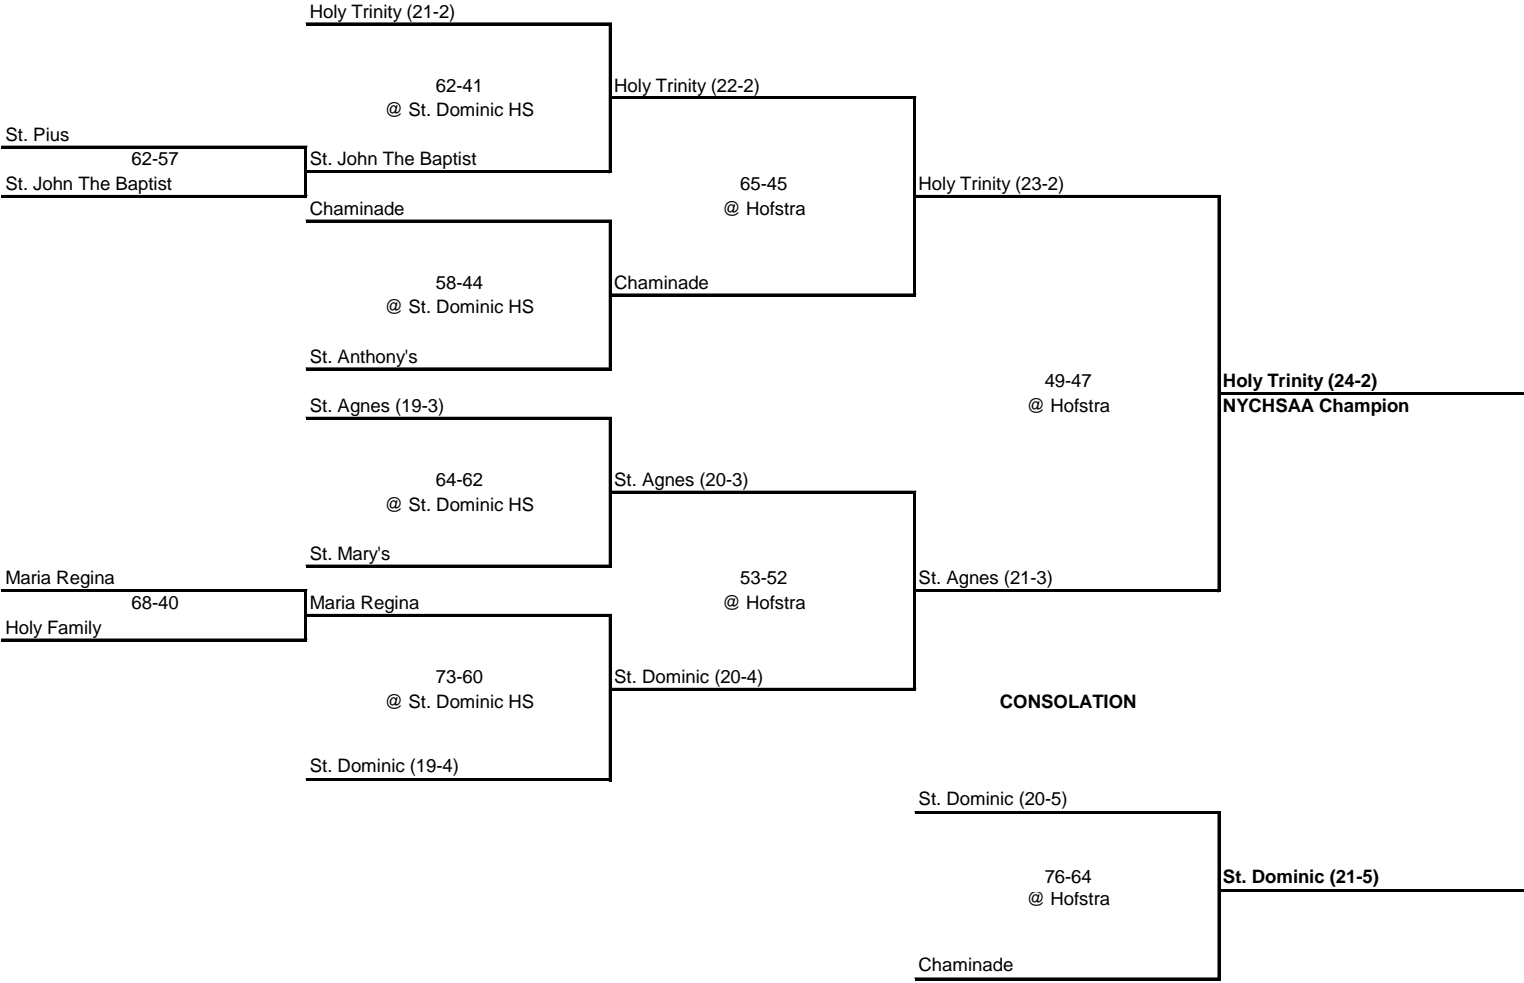 Holy Trinity (21-2)
62-41
@ St. Dominic HS
Holy Trinity (22-2)
St. Pius
62-57
St. John The Baptist
St. John The Baptist
65-45
@ Hofstra
Holy Trinity (23-2)
Chaminade
58-44
@ St. Dominic HS
Chaminade
St. Anthony's
49-47
@ Hofstra
Holy Trinity (24-2)
NYCHSAA Champion
St. Agnes (19-3)
64-62
@ St. Dominic HS
St. Agnes (20-3)
St. Mary's
Maria Regina
68-40
Holy Family
Maria Regina
53-52
@ Hofstra
St. Agnes (21-3)
73-60
@ St. Dominic HS
St. Dominic (20-4)
St. Dominic (19-4)
CONSOLATION
St. Dominic (20-5)
76-64
@ Hofstra
St. Dominic (21-5)
Chaminade